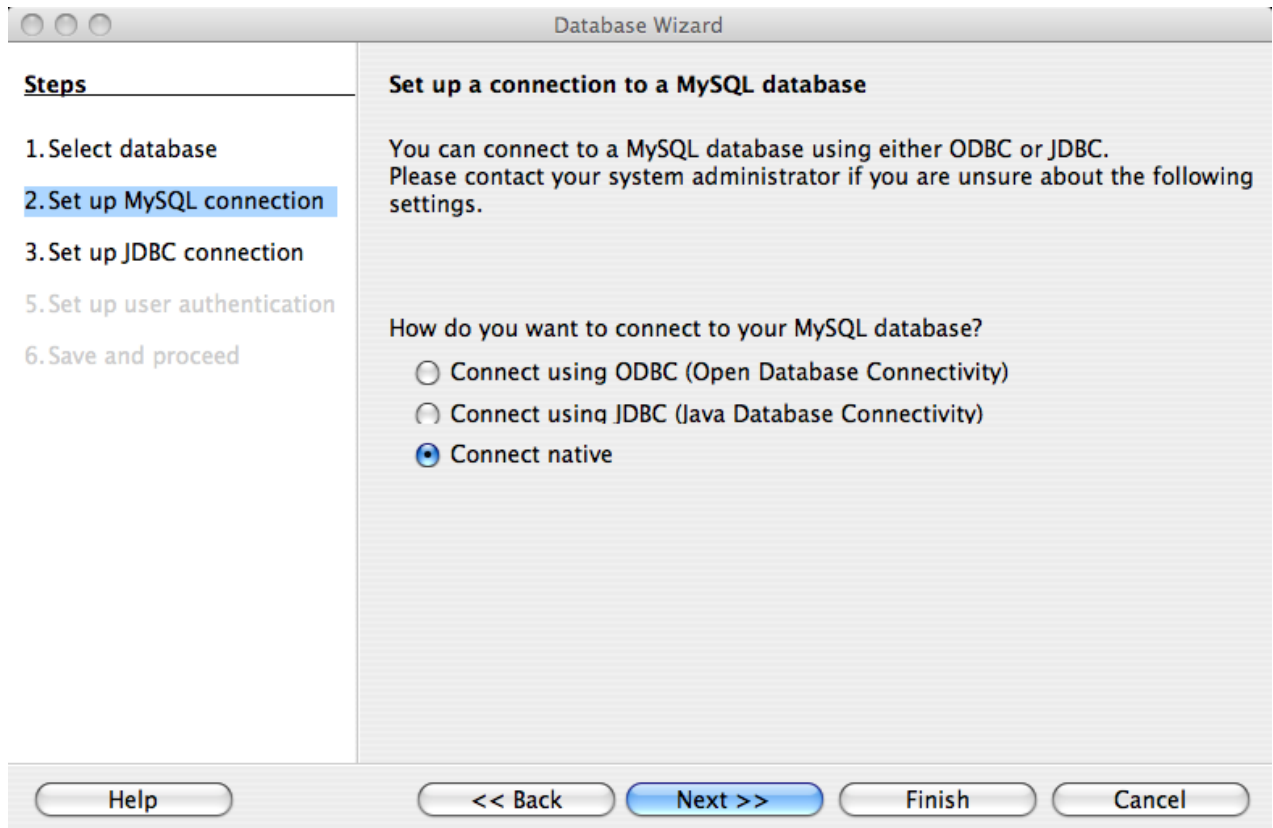 Database Wizard
Steps
1. Select database
2. Set up MySQL connection
3. Set up JDBC connection
5. Set up user authentication
6. Save and proceed
Set up a connection to a MySQL database
You can connect to a MySQL database using either ODBC or JDBC.
Please contact your system administrator if you are unsure about the following
settings.
How do you want to connect to your MySQL database?
Connect using ODBC (Open Database Connectivity)
Connect using JDBC (Java Database Connectivity)
Connect native
Help
<< Back
Next >>
Finish
Cancel